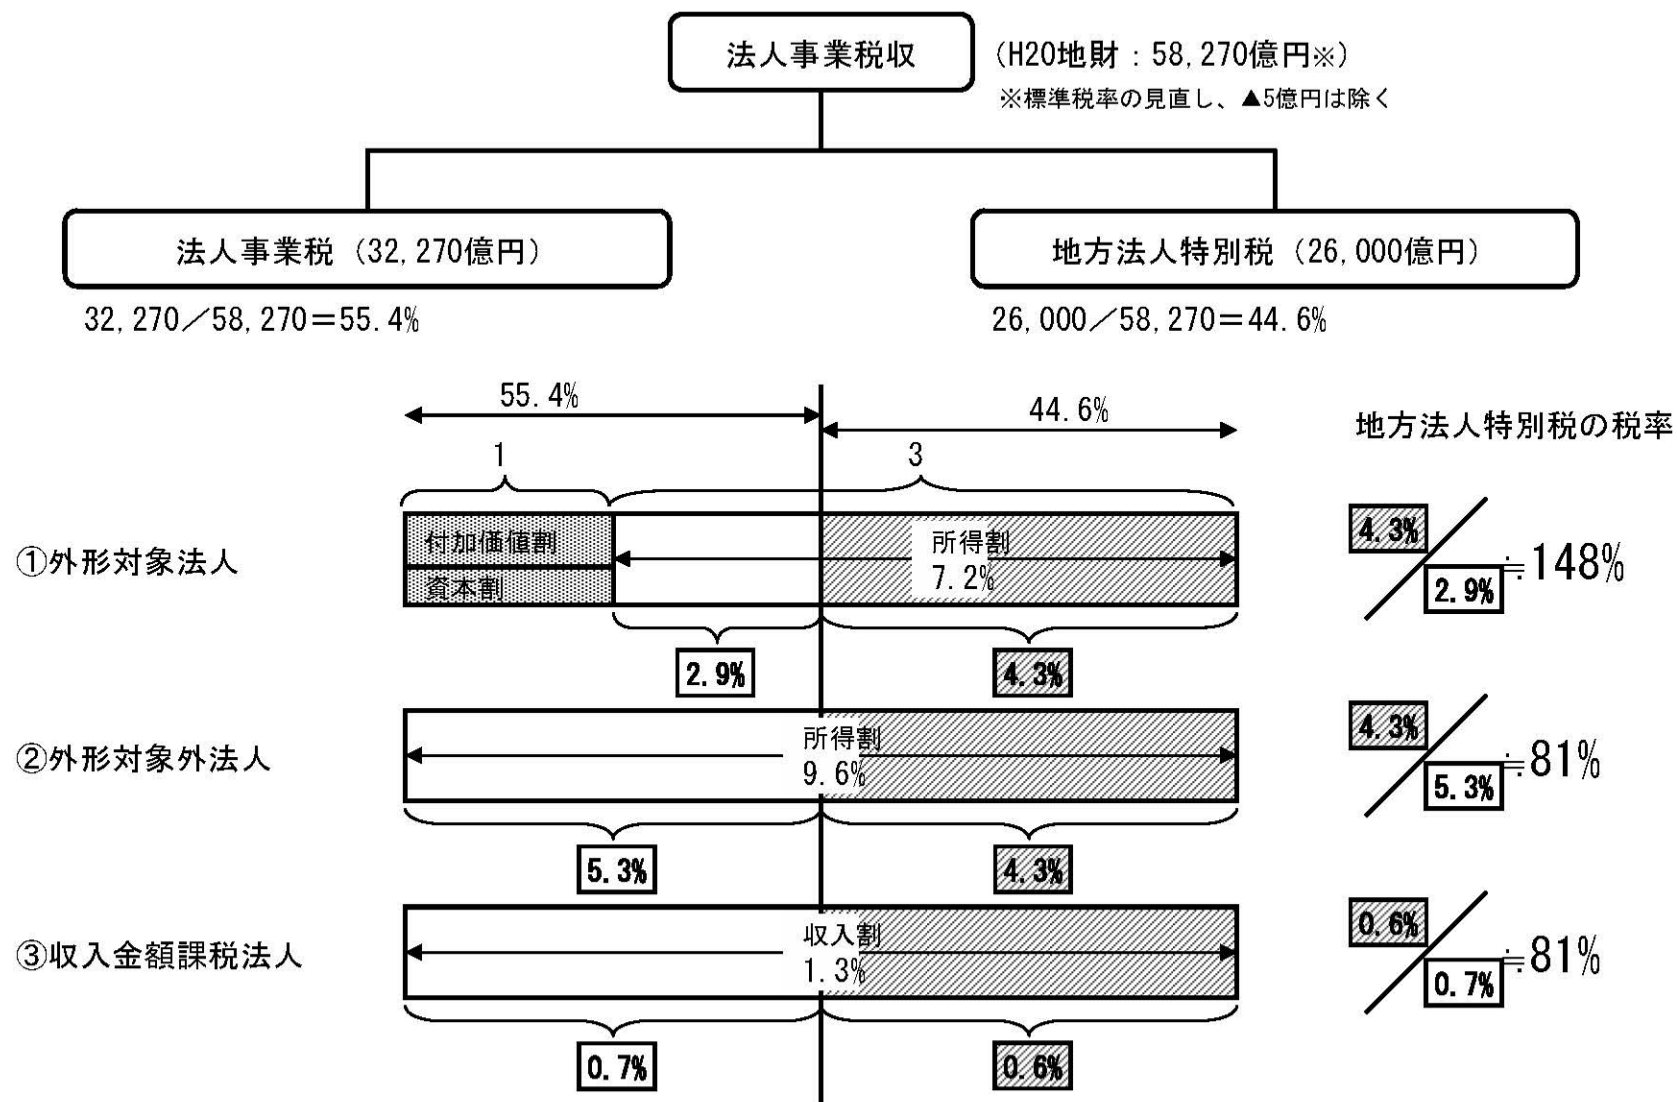 法人事業税収
（H20地財：58,270億円※）
※標準税率の見直し、▲5億円は除く
法人事業税（32,270億円）
地方法人特別税（26,000億円）
32,270／58,270＝55.4%
26,000／58,270＝44.6%
55.4%
44.6%
地方法人特別税の税率
1
3
①外形対象法人
付加価値割
資本割
所得割
7.2%
4.3%
2.9%
≒148%
2.9%
4.3%
②外形対象外法人
所得割
9.6%
4.3%
5.3%
≒81%
5.3%
4.3%
③収入金額課税法人
収入割
1.3%
0.6%
0.7%
≒81%
0.7%
0.6%